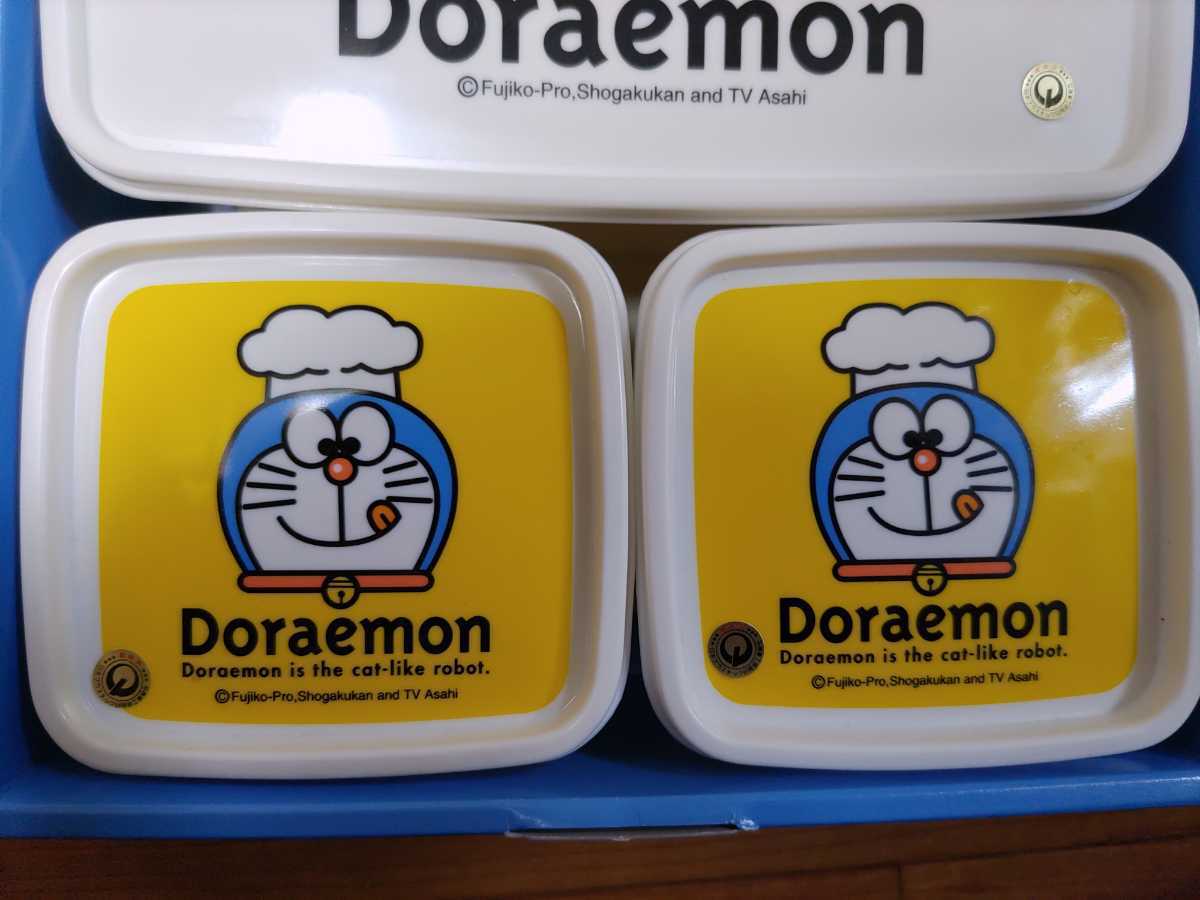 Doraemon
©Fujiko-Pro,Shogakukan and TV Asahi
Doraemon
Doraemon is the cat-like robot.
©Fujiko-Pro,Shogakukan and TV Asahi
Doraemon
Doraemon is the cat-like robot.
©Fujiko-Pro,Shogakukan and TV Asahi